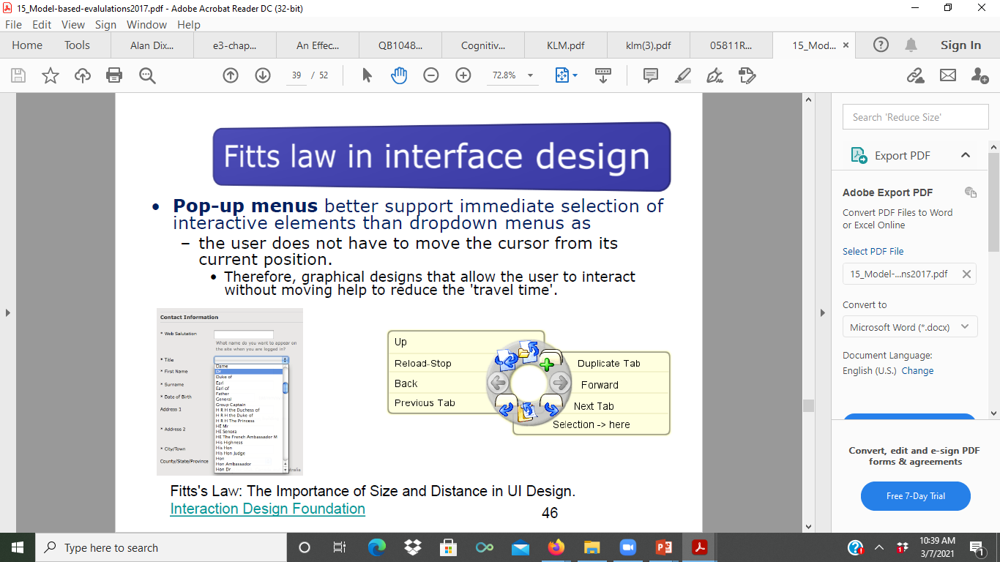 15_Model-based-evalulations2017.pdf - Adobe Acrobat Reader DC (32-bit)
File Edit View Sign Window Help
Home Tools Alan Dix... e3-chap... An Effec... QB1048... Cognitiv... KLM.pdf klm(3).pdf 05811R... 15_Mod... × Sign In
39 / 52 72.8%
Fitts law in interface design
• Pop-up menus better support immediate selection of
interactive elements than dropdown menus as
– the user does not have to move the cursor from its
current position.
• Therefore, graphical designs that allow the user to interact
without moving help to reduce the 'travel time'.
Contact Information
* Web Salutation
What name do you want to appear on
the site when you are logged in?
* Title
Dame
Dr
* First Name
Duke of
Earl
* Surname
Earl of
Father
* Date of Birth
General
Group Captain
Address 1
H R H the Duchess of
H R H the Duke of
H R H The Princess
HE Mr
* Address 2
HE Senora
HE The French Ambassador M
His Highness
* City/Town
His Hon
His Hon Judge
County/State/Province
Hon
Hon Ambassador
Hon Dr
Up
Reload-Stop
Back
Previous Tab
Duplicate Tab
Forward
Next Tab
Selection -> here
Fitts's Law: The Importance of Size and Distance in UI Design.
Interaction Design Foundation
46
Search 'Reduce Size'
Export PDF
Adobe Export PDF
Convert PDF Files to Word
or Excel Online
Select PDF File
15_Model-...ns2017.pdf
Convert to
Microsoft Word (*.docx)
Document Language:
English (U.S.) Change
Convert, edit and e-sign PDF
forms & agreements
Free 7-Day Trial
Type here to search
10:39 AM
3/7/2021